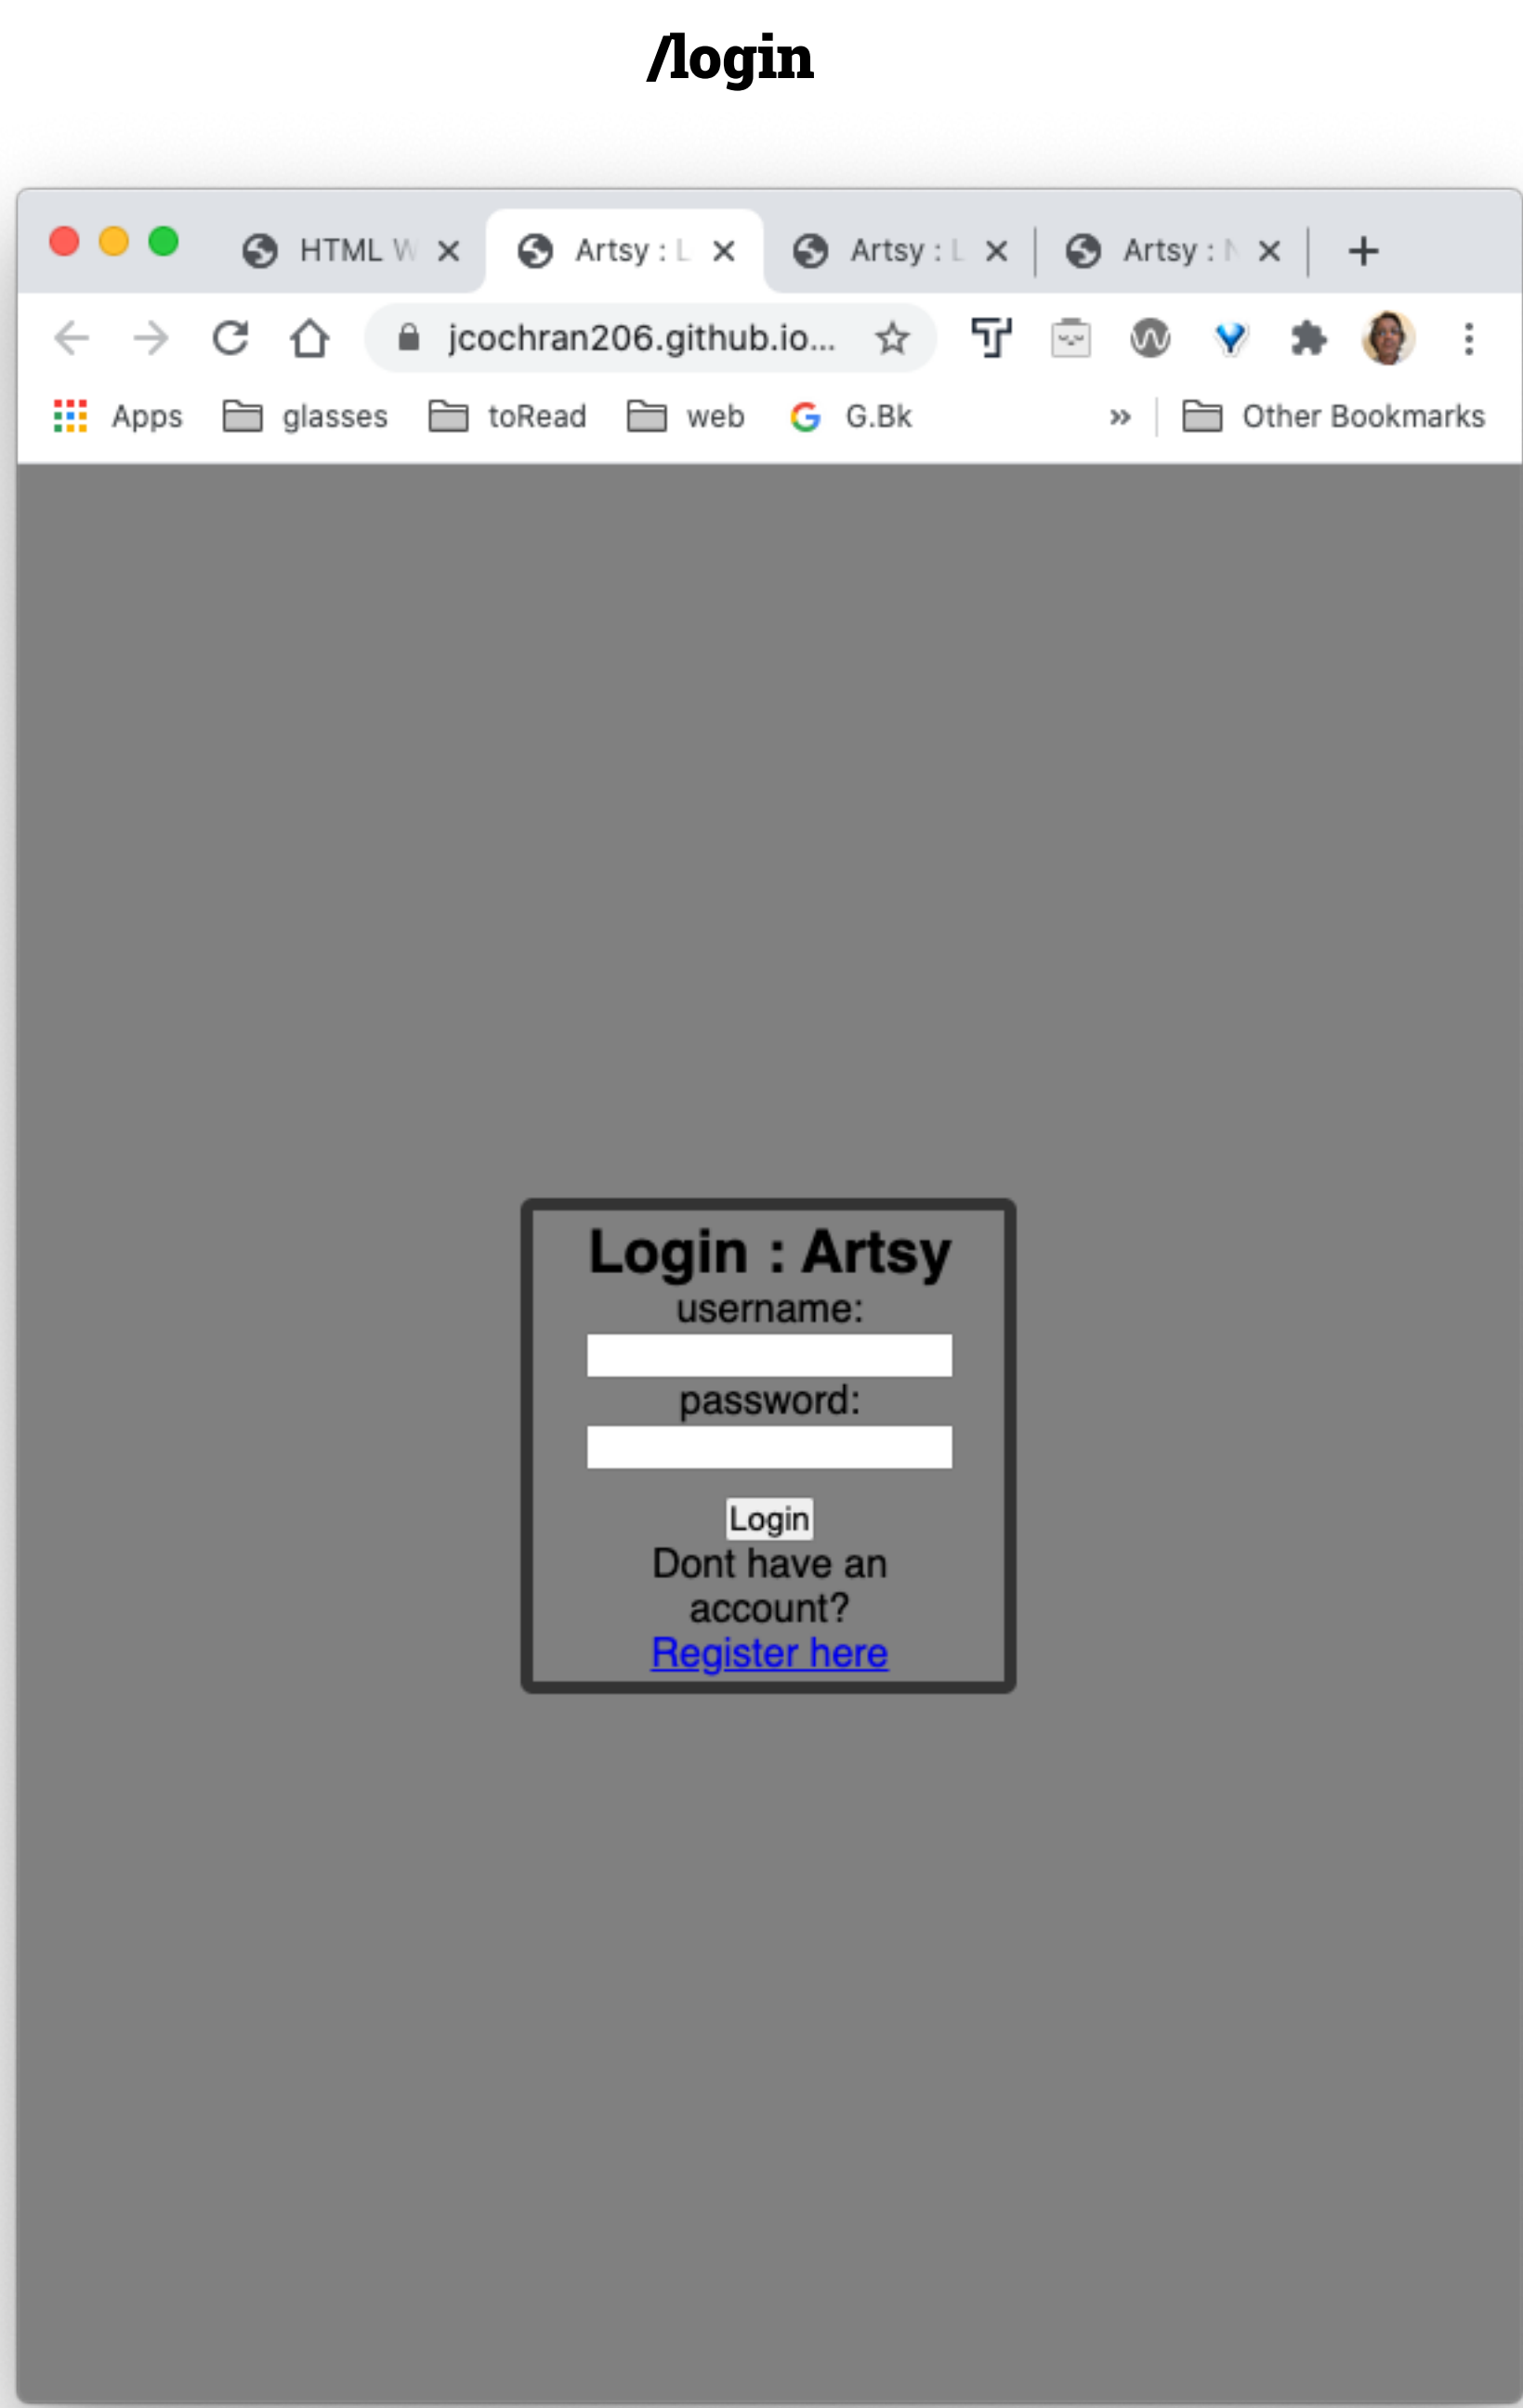 /login
HTML W
Artsy : L
Artsy : L
Artsy : N
jcochran206.github.io...
Apps
glasses
toRead
web
G.Bk
»
Other Bookmarks
Login : Artsy
username:
password:
Login
Dont have an
account?
Register here